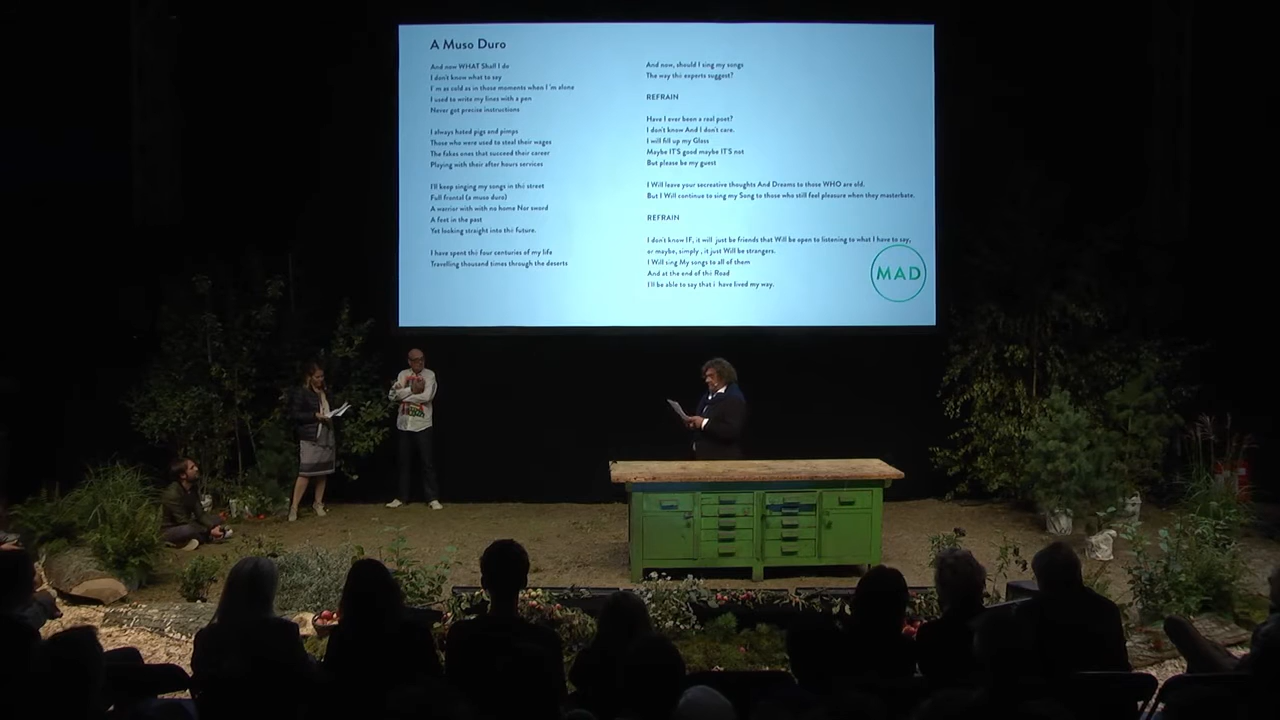 A Muso Duro
And now WHAT Shall I do
I don't know what to say
I'm as cold as in those moments when I'm alone
I used to write my lines with a pen
Never got precise instructions
I always hated pigs and pimps
Those who were used to steal their wages
The fakes ones that succeed their career
Playing with their after hours services
I'll keep singing my songs in thi street
Full frontal (a muso duro)
A warrior with with no home Nor sword
A feet in the past
Yet looking straight into thi future.
I have spent thi four centuries of my life
Travelling thousand times through the deserts
And now, should I sing my songs
The way thi experts suggest?
REFRAIN
Have I ever been a real poet?
I don't know And I don't care.
I will fill up my Glass
Maybe IT'S good maybe IT'S not
But please be my guest
I Will leave your secreative thoughts And Dreams to those WHO are old.
But I Will continue to sing my Song to those who still feel pleasure when they masterbate.
REFRAIN
I don't know IF, it will just be friends that Will be open to listening to what I have to say,
or maybe, simply, it just Will be strangers.
I Will sing My songs to all of them
And at the end of thi Road
I'll be able to say that i have lived my way.
MAD